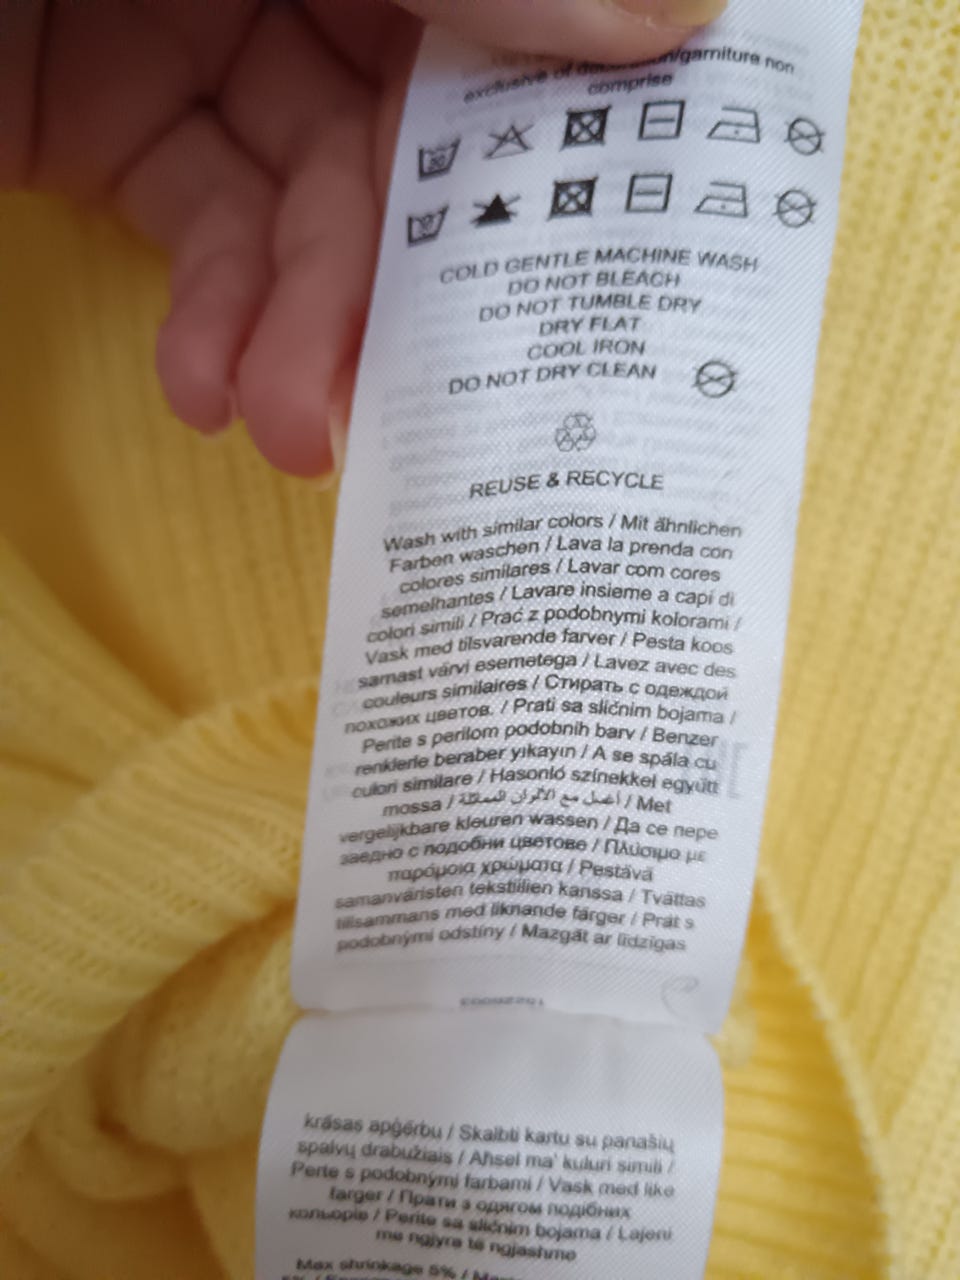 exclusive of decoration/garniture non
comprise
30
30
COLD GENTLE MACHINE WASH
DO NOT BLEACH
DO NOT TUMBLE DRY
DRY FLAT
COOL IRON
DO NOT DRY CLEAN
REUSE & RECYCLE
Wash with similar colors / Mit ähnlichen
Farben waschen / Lava la prenda con
colores similares / Lavar com cores
semelhantes / Lavare insieme a capi di
colori simili / Prać z podobnymi kolorami /
Vask med tilsvarende farver / Pesta koos
samast värvi esemetega / Lavez avec des
couleurs similaires / Стирать с одеждой
похожих цветов. / Prati sa sličnim bojama /
Perite s perilom podobnih barv / Benzer
renklerle beraber yıkayın / A se spăla cu
culori similare / Hasonló színekkel együtt
mossa / اغسل مع الألوان المماثلة / Met
vergelijkbare kleuren wassen / Да се пере
заедно с подобни цветове / Πλύσιμο με
παρόμοια χρώματα / Pestävä
samanväristen tekstiilien kanssa / Tvättas
tillsammans med liknande färger / Prát s
podobnými odstíny / Mazgāt ar līdzīgas
krāsas apģērbu / Skalbti kartu su panašių
spalvų drabužiais / Aħsel ma' kuluri simili /
Perte s podobnými farbami / Vask med like
farger / Прати з одягом подібних
кольорів / Perite sa sličnim bojama / Lajeni
me ngjyra të ngjashme
Max shrinkage 5% /